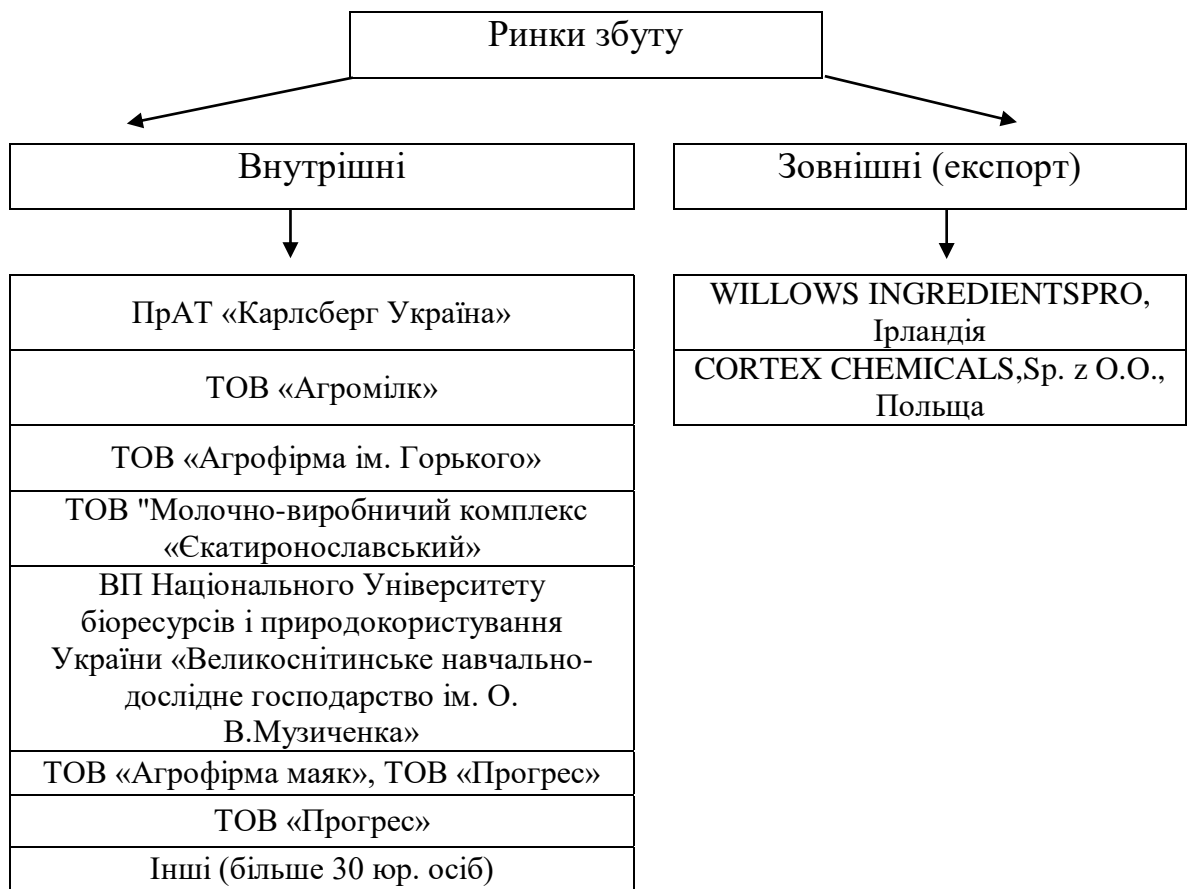 Ринки збуту
Внутрішні
Зовнішні (експорт)
ПрАТ «Карлсберг Україна»
ТОВ «Агромілк»
ТОВ «Агрофірма ім. Горького»
ТОВ "Молочно-виробничий комплекс
«Єкатиронославський»
ВП Національного Університету
біоресурсів і природокористування
України «Великоснітинське навчально-
дослідне господарство ім. О.
В.Музиченка»
ТОВ «Агрофірма маяк», ТОВ «Прогрес»
ТОВ «Прогрес»
Інші (більше 30 юр. осіб)
WILLOWS INGREDIENTSPRO,
Ірландія
CORTEX CHEMICALS,Sp. z O.O.,
Польща